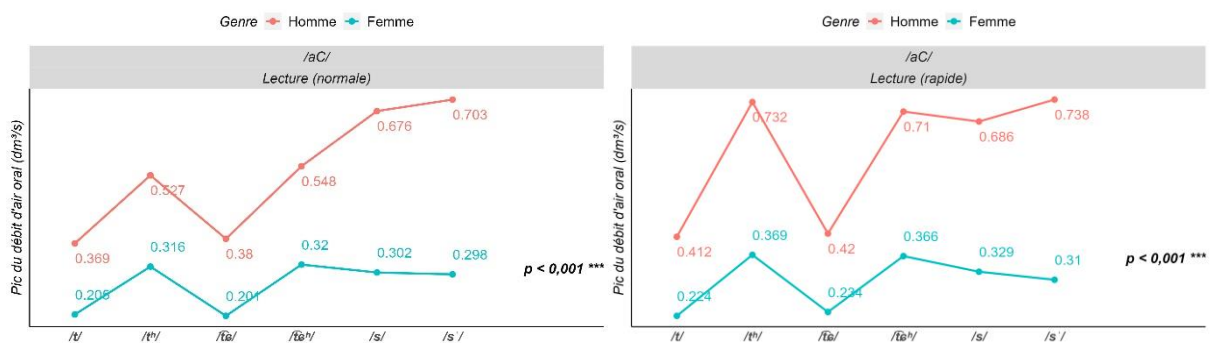 Genre Homme Femme
/aC/
Lecture (normale)
Pic du débit d'air oral (dm³/s)
0.703
0.676
0.548
0.527
0.38
0.369
0.316
0.32
0.302
0.298
0.205
0.201
p < 0,001 ***
/t/ /tʰ/ /t͡ɕ/ /t͡ɕʰ/ /s/ /sʾ/
Genre Homme Femme
/aC/
Lecture (rapide)
Pic du débit d'air oral (dm³/s)
0.732
0.71
0.686
0.738
0.412
0.42
0.369
0.366
0.329
0.31
0.224
0.234
p < 0,001 ***
/t/ /tʰ/ /t͡ɕ/ /t͡ɕʰ/ /s/